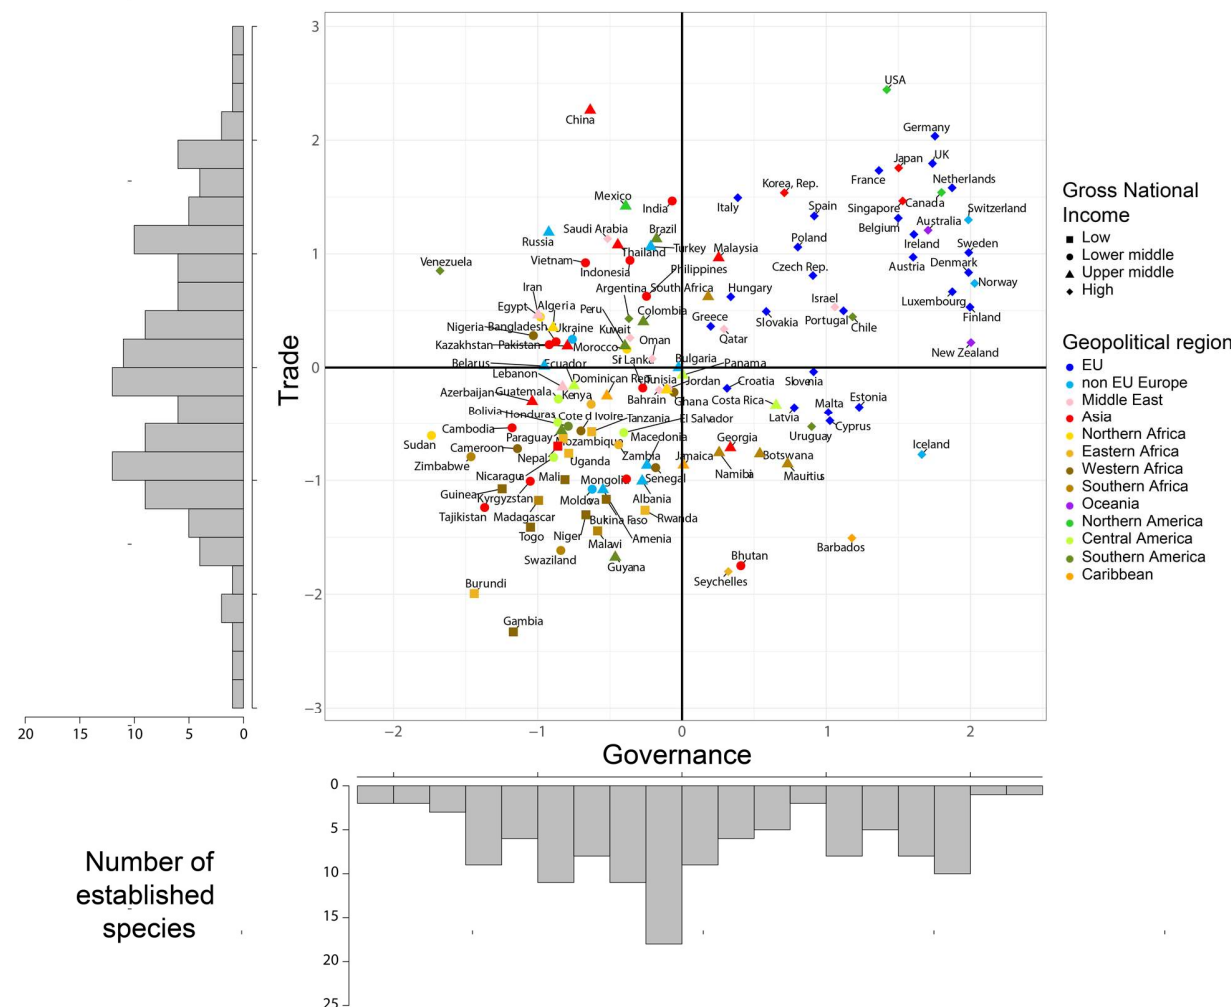 3
2
1
0
−1
−2
−3
Trade
USA
China
Germany
Japan
UK
France
Netherlands
Korea, Rep.
Mexico
India
Italy
Spain
Singapore
Canada
Switzerland
Belgium
Australia
Russia
Saudi Arabia
Brazil
Thailand
Turkey
Malaysia
Poland
Ireland
Sweden
Venezuela
Vietnam
Indonesia
Philippines
Czech Rep.
Austria
Denmark
Norway
Iran
Argentina
South Africa
Hungary
Israel
Luxembourg
Finland
Egypt
Algeria
Peru
Colombia
Greece
Slovakia
Portugal
Chile
Nigeria
Bangladesh
Ukraine
Kuwait
Oman
Qatar
New Zealand
Kazakhstan
Pakistan
Morocco
Belarus
Ecuador
Sri Lanka
Bulgaria
Panama
Lebanon
Dominican Rep.
Tunisia
Jordan
Croatia
Slovenia
Azerbaijan
Guatemala
Kenya
Bahrain
Ghana
Costa Rica
Latvia
Malta
Estonia
Bolivia
Honduras
Cote d Ivoire
Tanzania
El Salvador
Cyprus
Cambodia
Paraguay
Mozambique
Macedonia
Georgia
Uruguay
Sudan
Cameroon
Zimbabwe
Nepal
Uganda
Zambia
Jamaica
Botswana
Iceland
Nicaragua
Mali
Mongolia
Senegal
Namibia
Mauritius
Guinea
Kyrgyzstan
Moldova
Albania
Tajikistan
Madagascar
Burkina Faso
Rwanda
Togo
Niger
Malawi
Amenia
Barbados
Swaziland
Guyana
Bhutan
Seychelles
Burundi
Gambia
−2
−1
0
1
2
Governance
20
15
10
5
0
0
5
10
15
20
25
Number of
established
species
Gross National
Income
Low
Lower middle
Upper middle
High
Geopolitical region
EU
non EU Europe
Middle East
Asia
Northern Africa
Eastern Africa
Western Africa
Southern Africa
Oceania
Northern America
Central America
Southern America
Caribbean